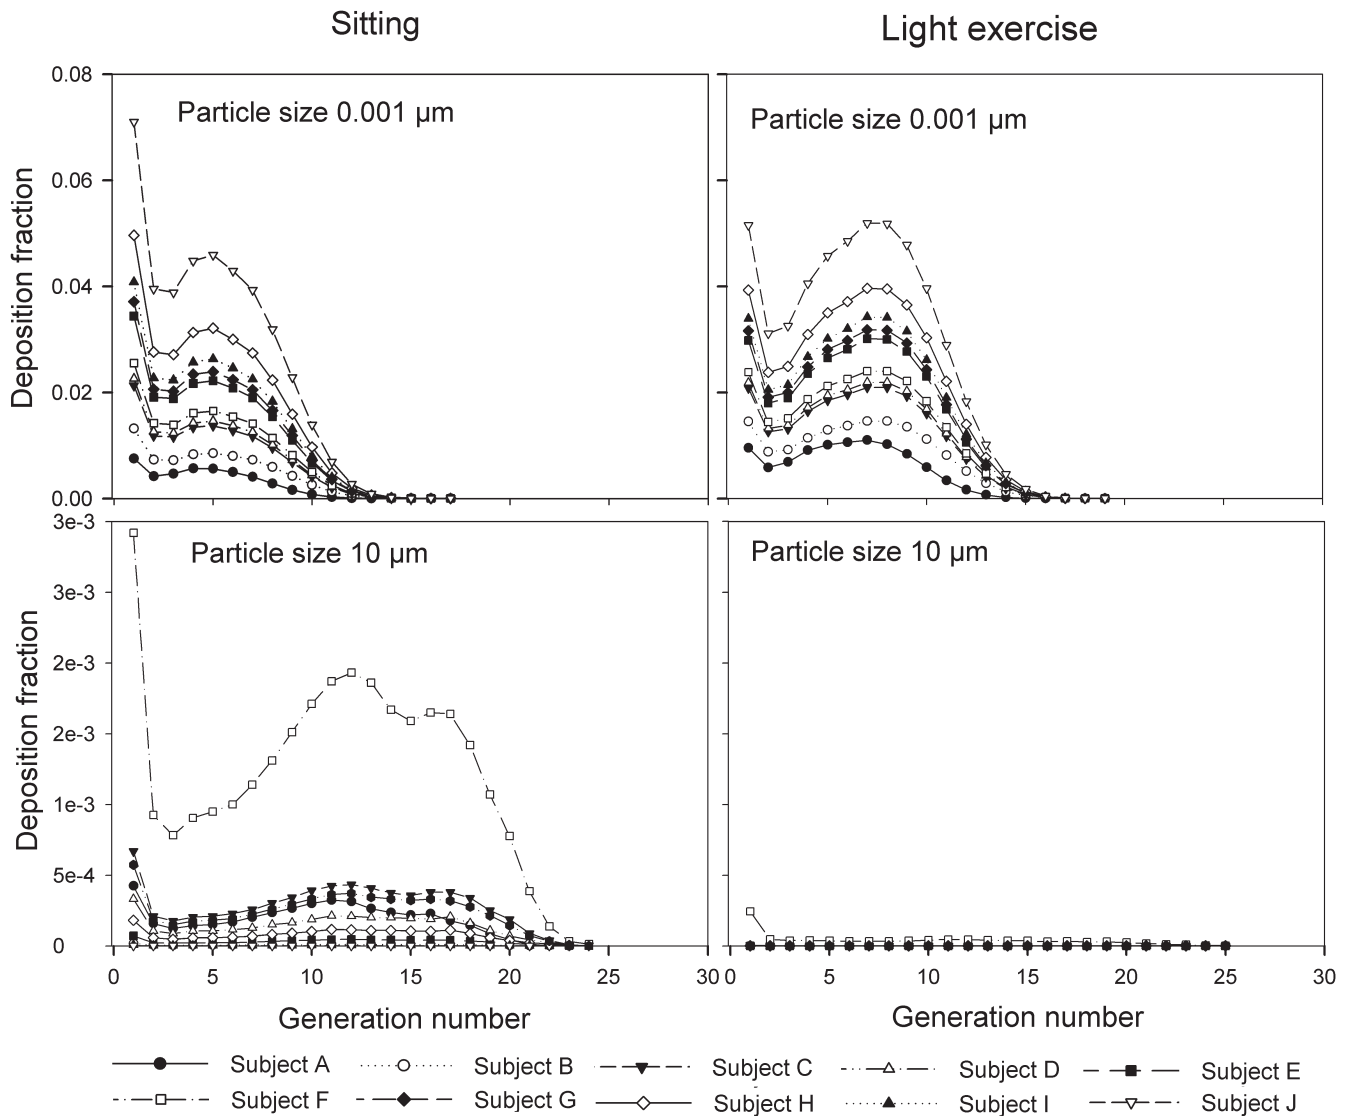 Sitting
Light exercise
0.08
Particle size 0.001 µm
Particle size 0.001 µm
0.06
Deposition fraction
0.04
0.02
0.00
3e-3
Particle size 10 µm
Particle size 10 µm
3e-3
2e-3
Deposition fraction
2e-3
1e-3
5e-4
0
0 5 10 15 20 25 30 0 5 10 15 20 25 30
Generation number
Generation number
Subject A Subject B Subject C Subject D Subject E
Subject F Subject G Subject H Subject I Subject J